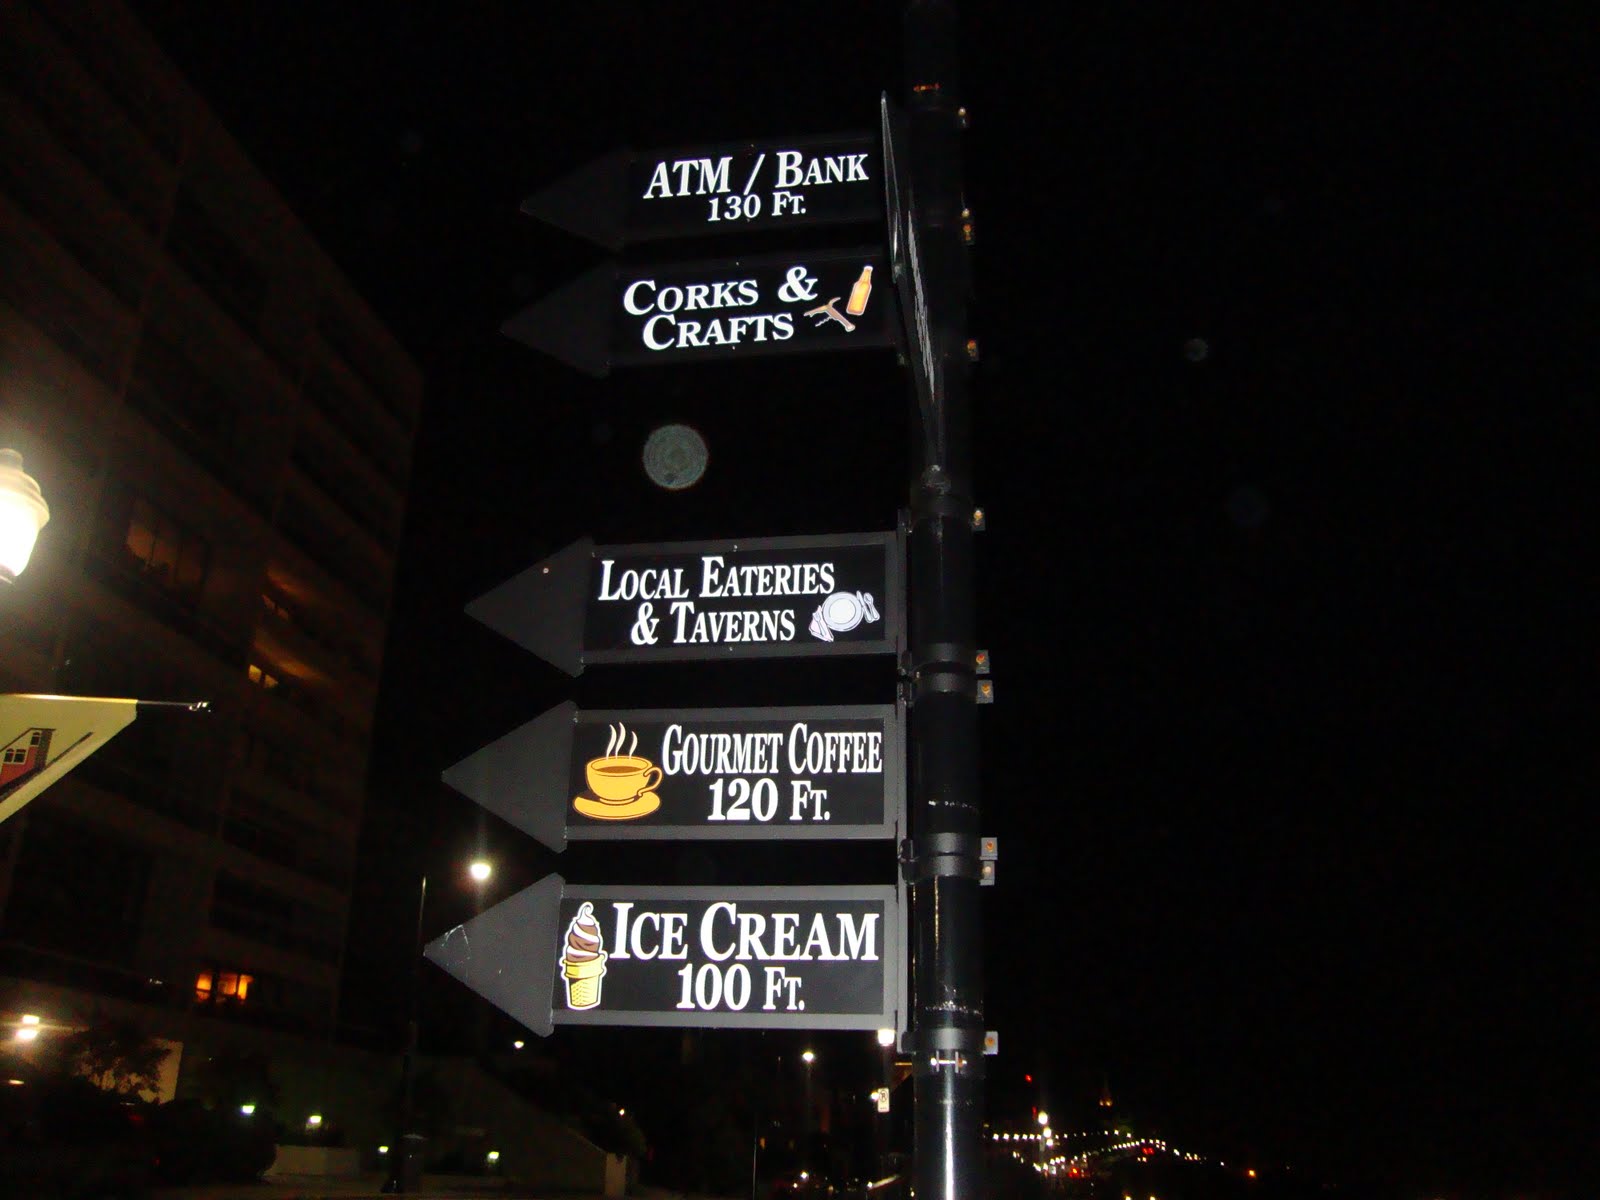 ATM / BANK
130 FT.
CORKS &
CRAFTS
LOCAL EATERIES
& TAVERNS
GOURMET COFFEE
120 FT.
ICE CREAM
100 FT.